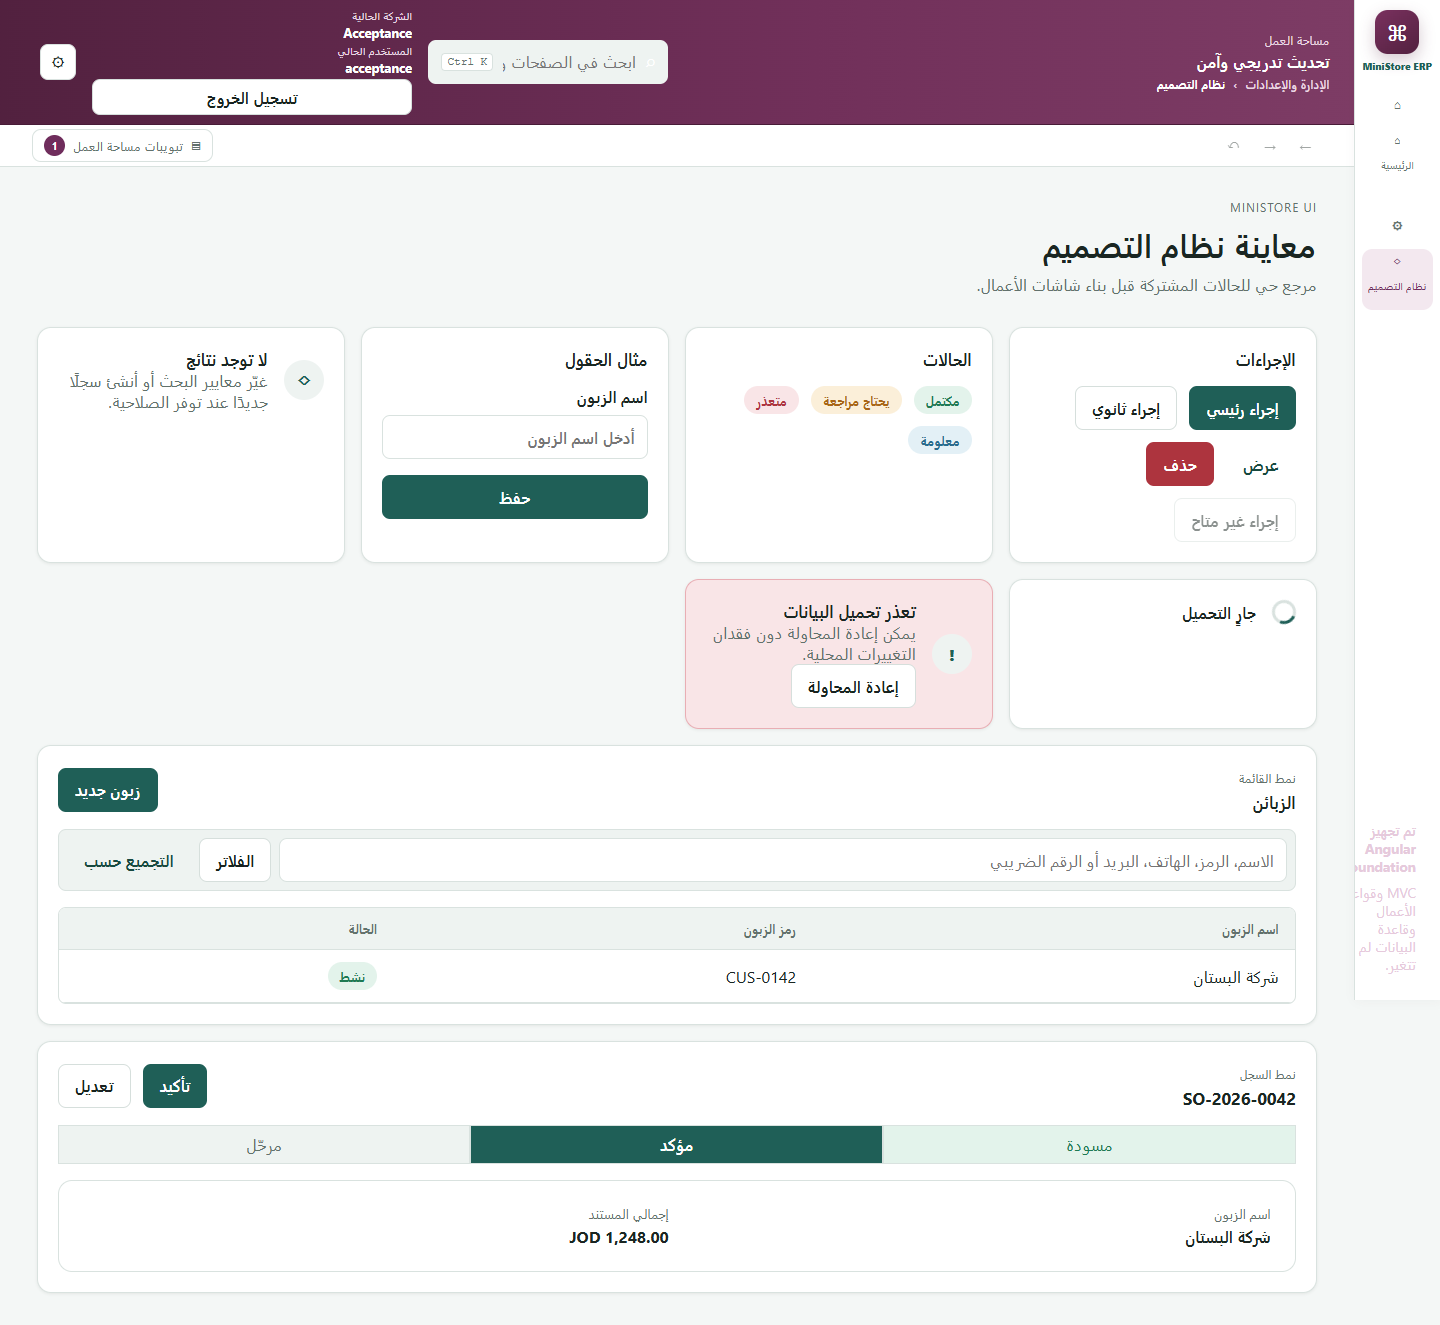 MiniStore ERP
الرئيسية
نظام التصميم
تم تجهيز
Angular
oundation
MVC وقواع
الأعمال
وقاعدة
البيانات لم
تتغير.
مساحة العمل
تحديث تدريجي وآمن
الإدارة والإعدادات › نظام التصميم
ابحث في الصفحات و
Ctrl K
الشركة الحالية
Acceptance
المستخدم الحالي
acceptance
تسجيل الخروج
تبويبات مساحة العمل 1
MINISTORE UI
معاينة نظام التصميم
مرجع حي للحالات المشتركة قبل بناء شاشات الأعمال.
الإجراءات
إجراء رئيسي
إجراء ثانوي
عرض
حذف
إجراء غير متاح
الحالات
مكتمل
يحتاج مراجعة
متعذر
معلومة
مثال الحقول
اسم الزبون
أدخل اسم الزبون
حفظ
لا توجد نتائج
غيّر معايير البحث أو أنشئ سجلًا
جديدًا عند توفر الصلاحية.
جارٍ التحميل
تعذر تحميل البيانات
يمكن إعادة المحاولة دون فقدان
التغييرات المحلية.
إعادة المحاولة
نمط القائمة
الزبائن
زبون جديد
الاسم، الرمز، الهاتف، البريد أو الرقم الضريبي
الفلاتر
التجميع حسب
اسم الزبون
رمز الزبون
الحالة
شركة البستان
CUS-0142
نشط
نمط السجل
SO-2026-0042
تأكيد
تعديل
مسودة
مؤكد
مرحّل
اسم الزبون
شركة البستان
إجمالي المستند
JOD 1,248.00